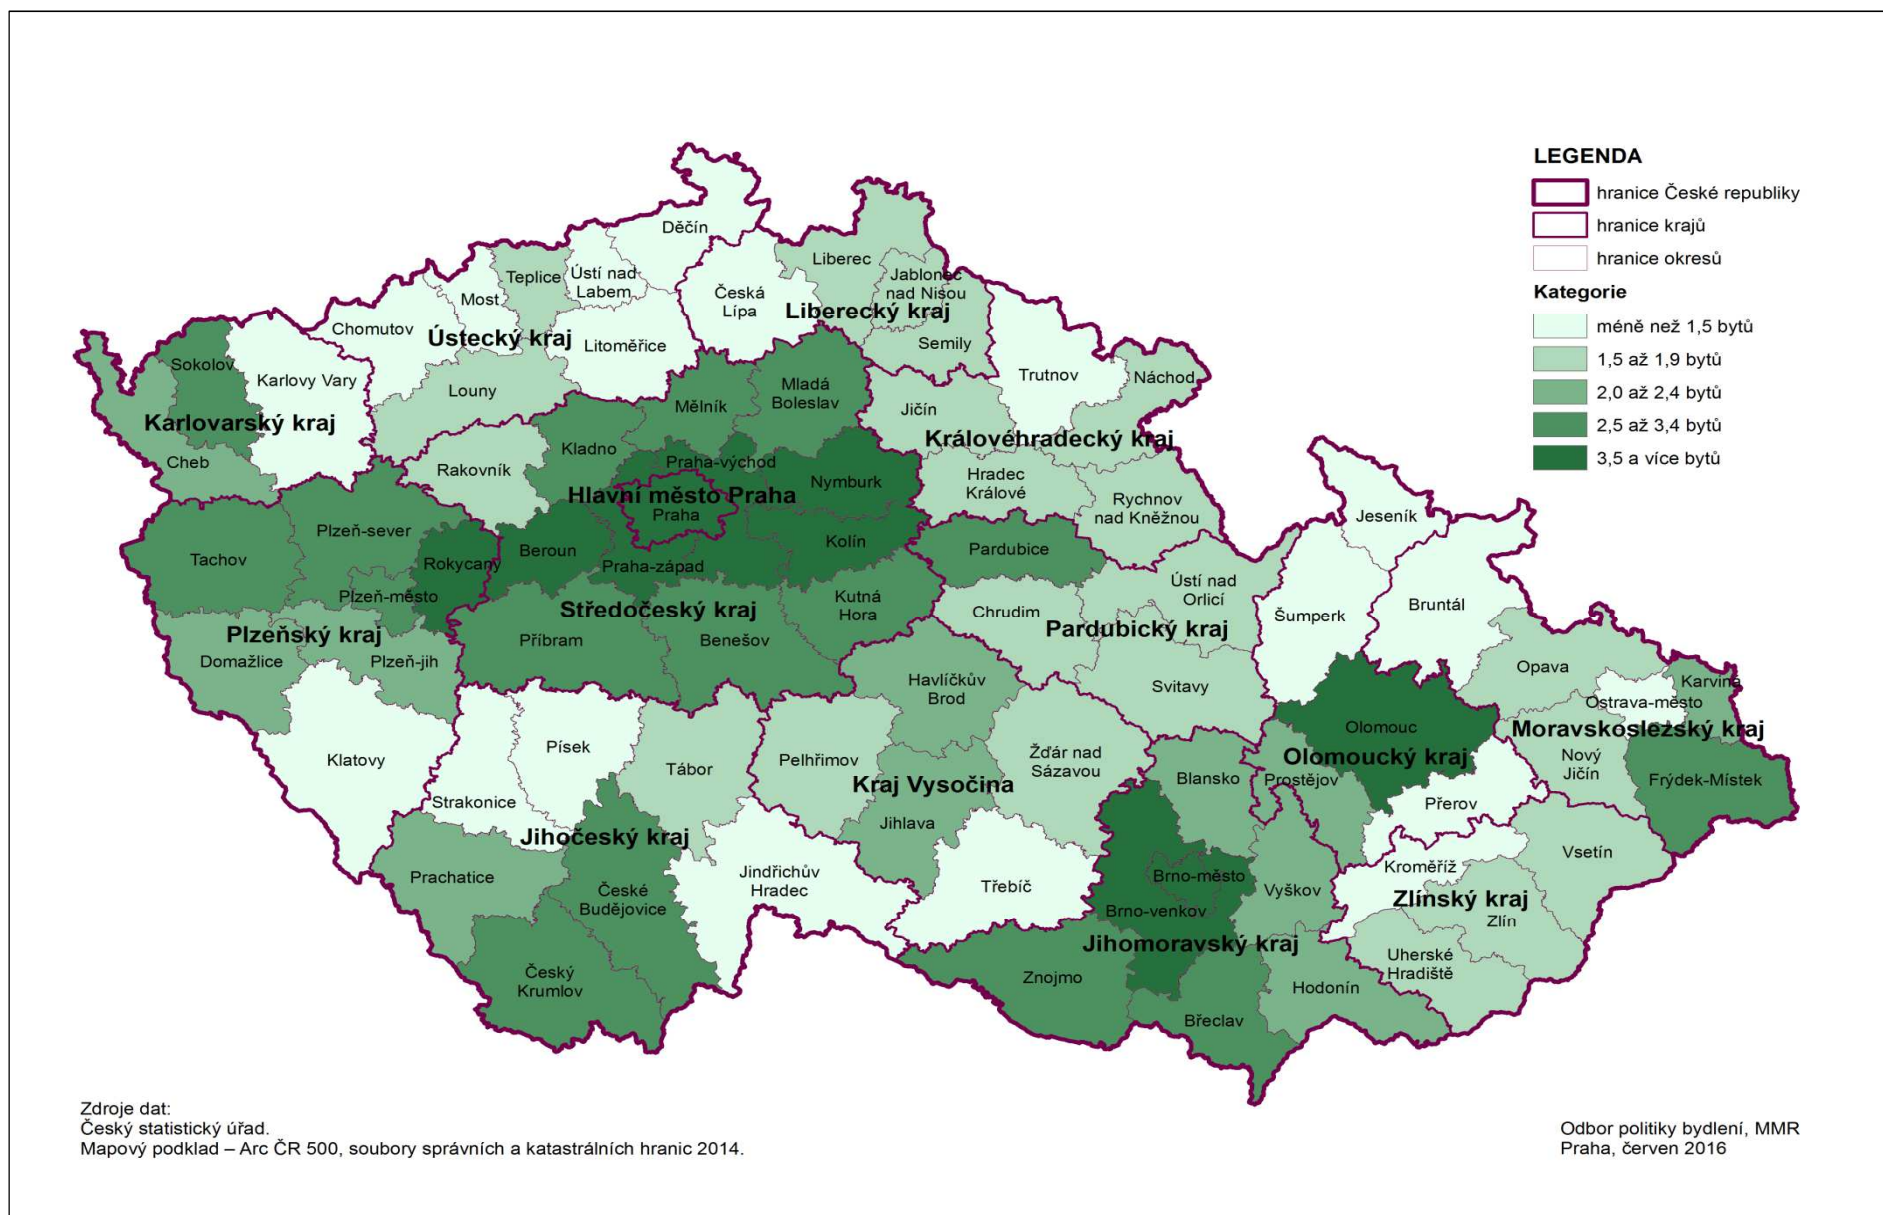 LEGENDA
hranice České republiky
hranice krajů
hranice okresů
Kategorie
méně než 1,5 bytů
1,5 až 1,9 bytů
2,0 až 2,4 bytů
2,5 až 3,4 bytů
3,5 a více bytů
Děčín
Liberec
Teplice
Ústí nad
Labem
Jablonec
nad Nisou
Most
Česká
Lípa
Liberecký kraj
Chomutov
Ústecký kraj
Litoměřice
Semily
Sokolov
Karlovy Vary
Trutnov
Náchod
Louny
Mělník
Mladá
Boleslav
Jičín
Karlovarský kraj
Královéhradecký kraj
Cheb
Rakovník
Kladno
Praha-východ
Nymburk
Hradec
Králové
Rychnov
nad Kněžnou
Hlavní město Praha
Praha
Jeseník
Plzeň-sever
Tachov
Rokycany
Beroun
Praha-západ
Kolín
Pardubice
Plzeň-město
Kutná
Hora
Ústí nad
Orlicí
Středočeský kraj
Chrudim
Pardubický kraj
Šumperk
Bruntál
Plzeňský kraj
Příbram
Benešov
Domažlice
Plzeň-jih
Havlíčkův
Brod
Svitavy
Opava
Karviná
Ostrava-město
Olomouc
Moravskoslezský kraj
Klatovy
Písek
Tábor
Pelhřimov
Žďár nad
Sázavou
Olomoucký kraj
Nový
Jičín
Kraj Vysočina
Blansko
Prostějov
Frýdek-Místek
Strakonice
Přerov
Jihočeský kraj
Jihlava
Vsetín
Prachatice
České
Budějovice
Jindřichův
Hradec
Třebíč
Brno-město
Vyškov
Kroměříž
Zlínský kraj
Brno-venkov
Zlín
Jihomoravský kraj
Český
Krumlov
Znojmo
Hodonín
Uherské
Hradiště
Břeclav
Zdroje dat:
Český statistický úřad.
Mapový podklad – Arc ČR 500, soubory správních a katastrálních hranic 2014.
Odbor politiky bydlení, MMR
Praha, červen 2016